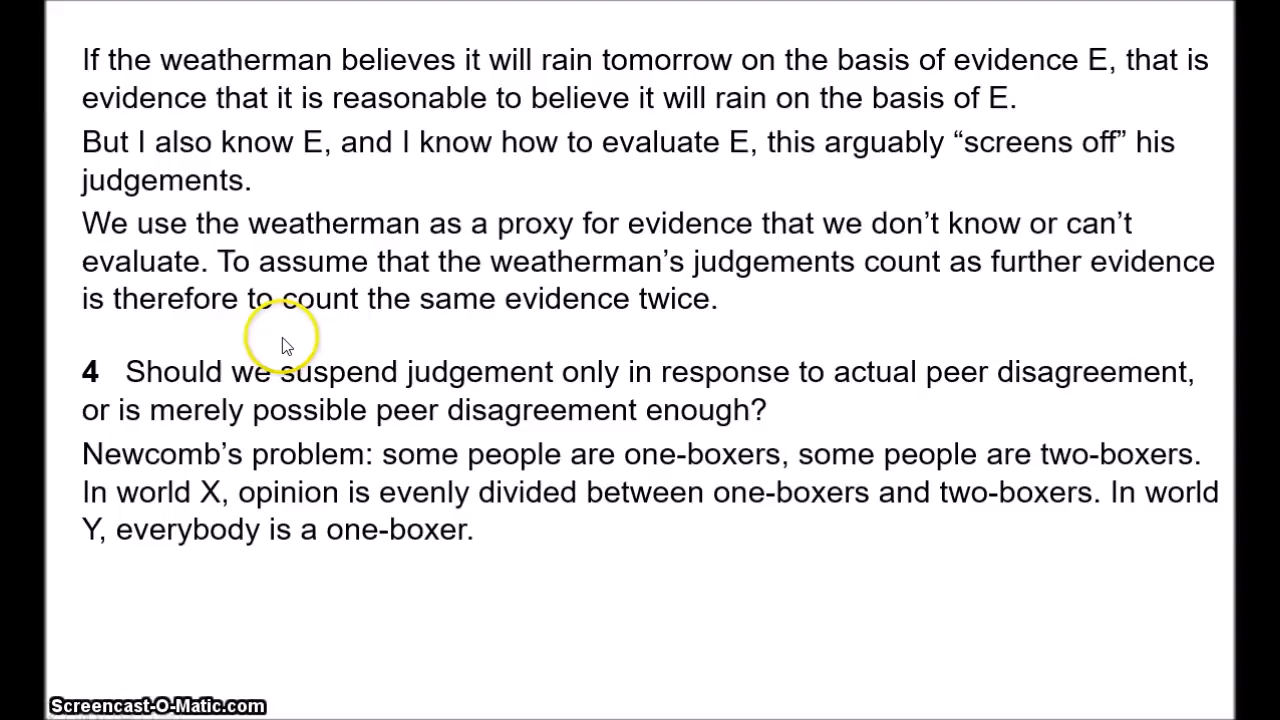 If the weatherman believes it will rain tomorrow on the basis of evidence E, that is
evidence that it is reasonable to believe it will rain on the basis of E.
But I also know E, and I know how to evaluate E, this arguably “screens off” his
judgements.
We use the weatherman as a proxy for evidence that we don’t know or can’t
evaluate. To assume that the weatherman’s judgements count as further evidence
is therefore to count the same evidence twice.
4 Should we suspend judgement only in response to actual peer disagreement,
or is merely possible peer disagreement enough?
Newcomb’s problem: some people are one-boxers, some people are two-boxers.
In world X, opinion is evenly divided between one-boxers and two-boxers. In world
Y, everybody is a one-boxer.
Screencast-O-Matic.com